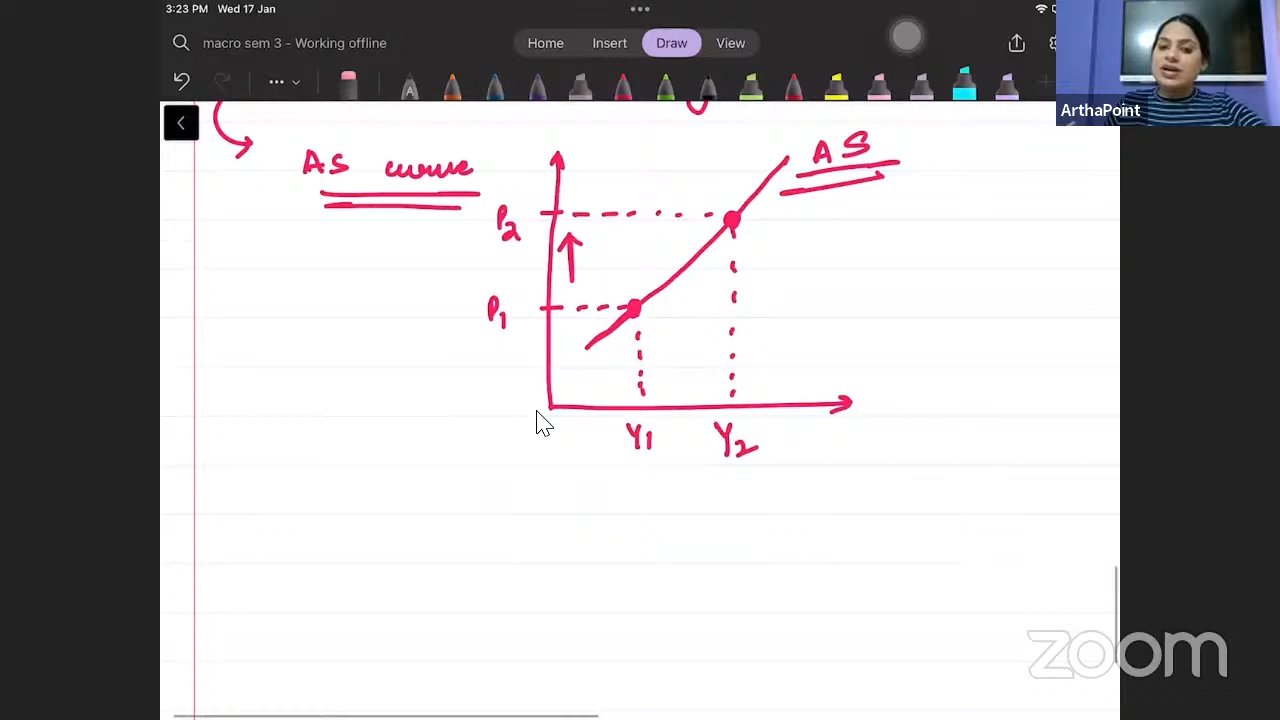 3:23 PM Wed 17 Jan
macro sem 3 - Working offline
Home Insert Draw View
A
ArthaPoint
AS curve
AS
P2
P1
Y1 Y2
zoom